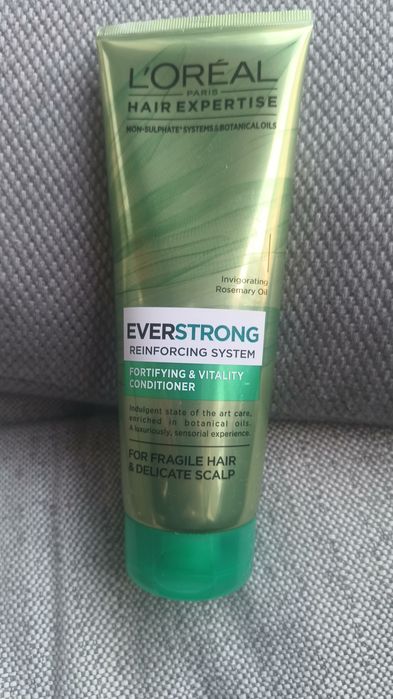 L'ORÉAL
PARIS
HAIR EXPERTISE
NON-SULPHATE* SYSTEMS & BOTANICAL OILS
Invigorating
Rosemary Oil
EVERSTRONG
REINFORCING SYSTEM
FORTIFYING & VITALITY
CONDITIONER
Indulgent state of the art care,
enriched in botanical oils.
A luxuriously, sensorial experience.
FOR FRAGILE HAIR
& DELICATE SCALP